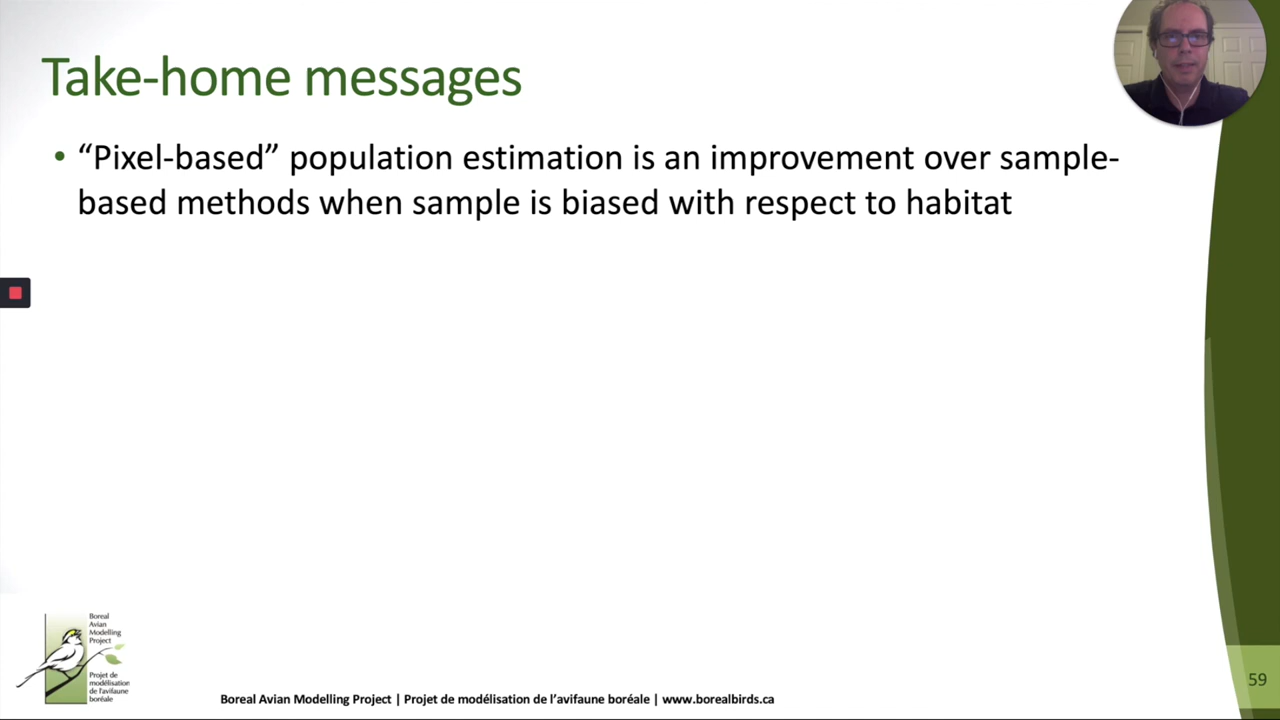 Take-home messages
• “Pixel-based” population estimation is an improvement over sample-
based methods when sample is biased with respect to habitat
Boreal
Avian
Modelling
Project
Projet de
modélisation
de l'avifaune
boréale
Boreal Avian Modelling Project | Projet de modélisation de l’avifaune boréale | www.borealbirds.ca
59